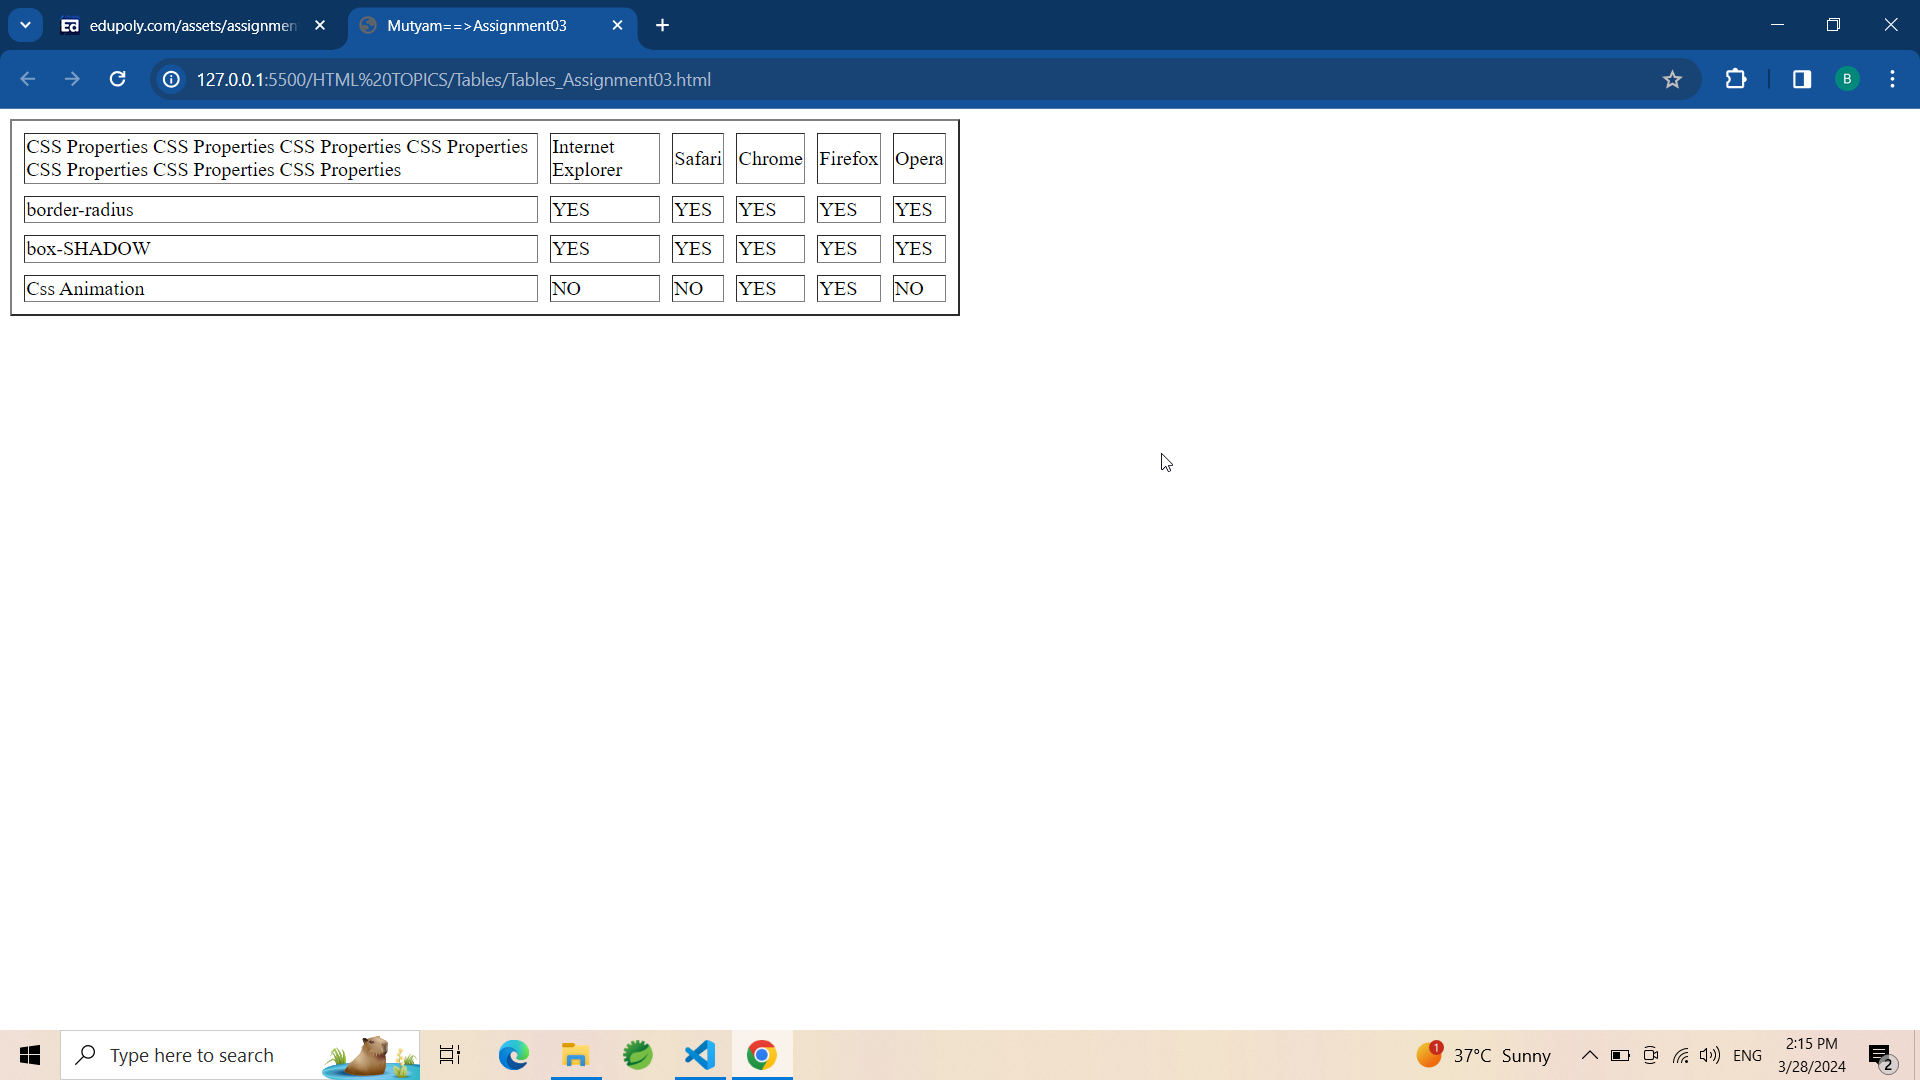 edupoly.com/assets/assignmen
Mutyam==>Assignment03
127.0.0.1:5500/HTML%20TOPICS/Tables/Tables_Assignment03.html
B
CSS Properties CSS Properties CSS Properties CSS Properties
CSS Properties CSS Properties CSS Properties
Internet
Explorer
Safari
Chrome
Firefox
Opera
border-radius YES YES YES YES YES
box-SHADOW YES YES YES YES YES
Css Animation NO NO YES YES NO
Type here to search
1
37°C Sunny
ENG
2:15 PM
3/28/2024
2